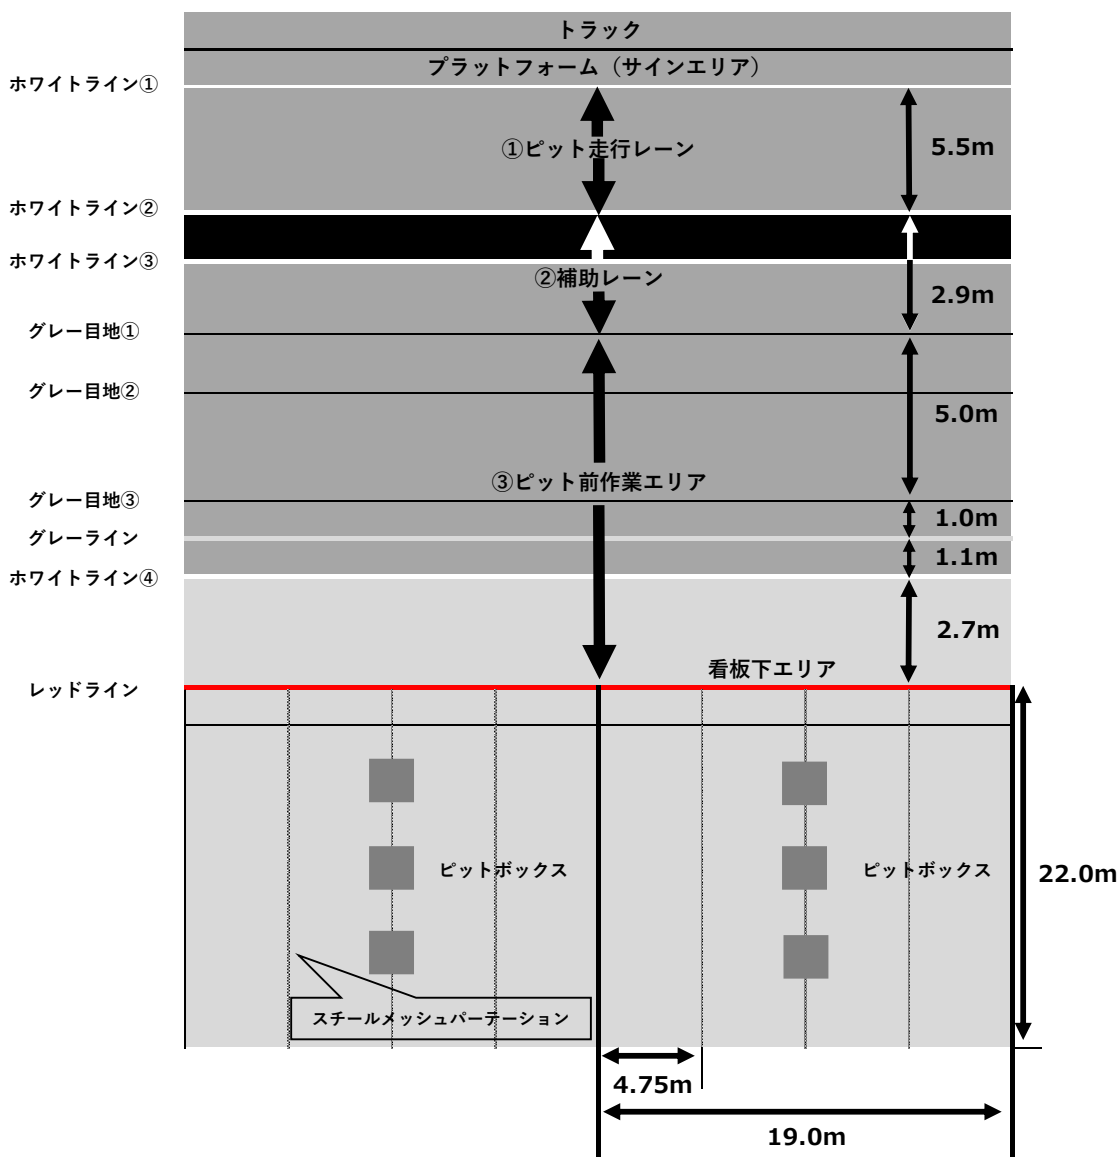 トラック
プラットフォーム（サインエリア）
ホワイトライン①
①ピット走行レーン
5.5m
ホワイトライン②
ホワイトライン③
②補助レーン
2.9m
グレー目地①
グレー目地②
5.0m
③ピット前作業エリア
グレー目地③
1.0m
グレーライン
1.1m
ホワイトライン④
2.7m
看板下エリア
レッドライン
ピットボックス
ピットボックス
22.0m
スチールメッシュパーテーション
4.75m
19.0m